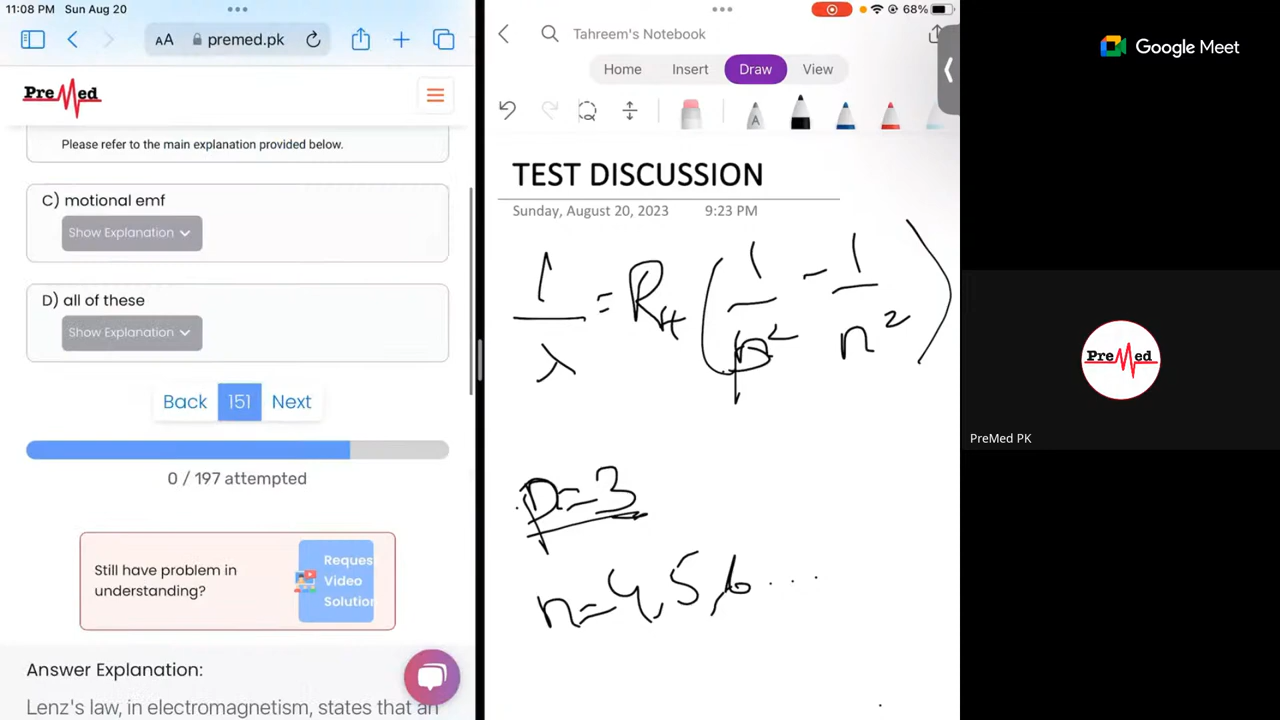 11:08 PM Sun Aug 20
68%
AA premed.pk
PreMed
Please refer to the main explanation provided below.
C) motional emf
Show Explanation
D) all of these
Show Explanation
Back 151 Next
0 / 197 attempted
Still have problem in
understanding?
Reques
Video
Solution
Answer Explanation:
Lenz's law, in electromagnetism, states that an
Tahreem's Notebook
Home Insert Draw View
A
TEST DISCUSSION
Sunday, August 20, 2023 9:23 PM
1/λ = R_H (1/p² - 1/n²)
p=3
n=4,5,6...
Google Meet
PreMed
PreMed PK